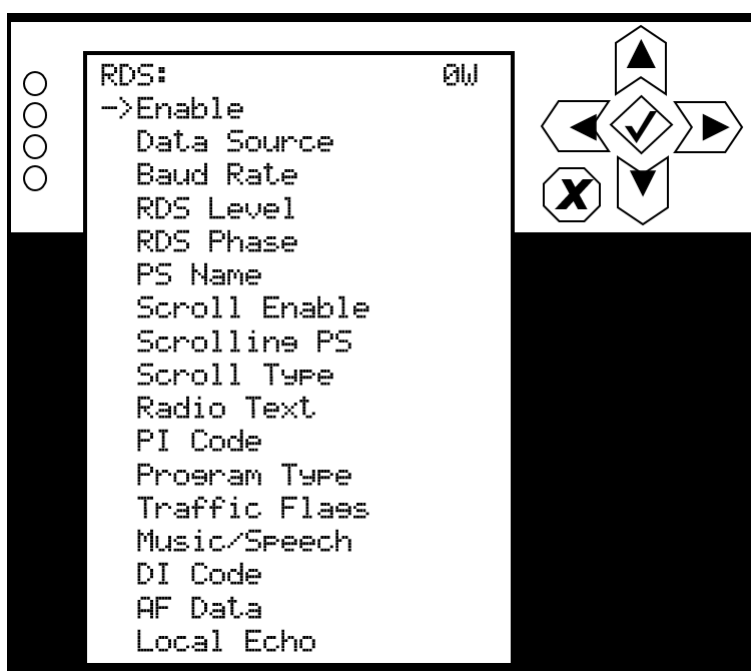 RDS: 0W
->Enable
Data Source
Baud Rate
RDS Level
RDS Phase
PS Name
Scroll Enable
Scrolling PS
Scroll Type
Radio Text
PI Code
Program Type
Traffic Flags
Music/Speech
DI Code
AF Data
Local Echo
X